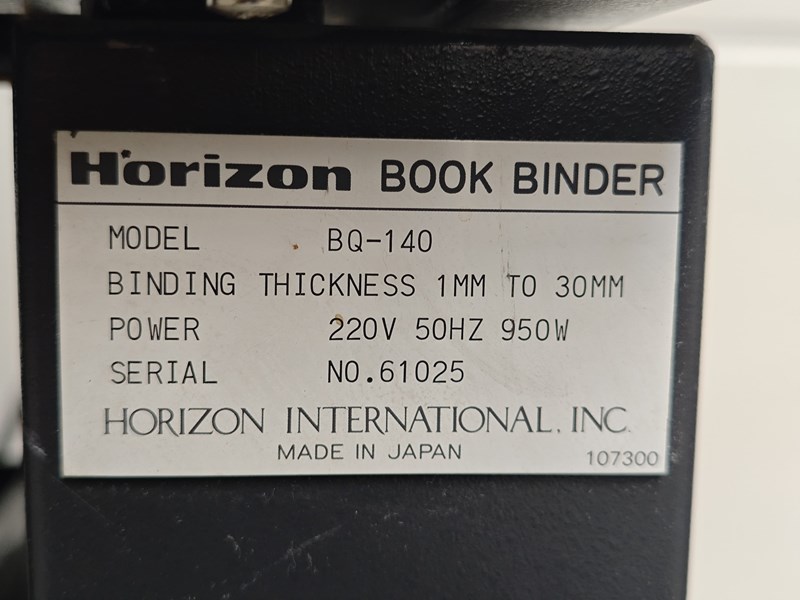 Horizon BOOK BINDER
MODEL BQ-140
BINDING THICKNESS 1MM TO 30MM
POWER 220V 50HZ 950W
SERIAL NO.61025
HORIZON INTERNATIONAL, INC.
MADE IN JAPAN
107300